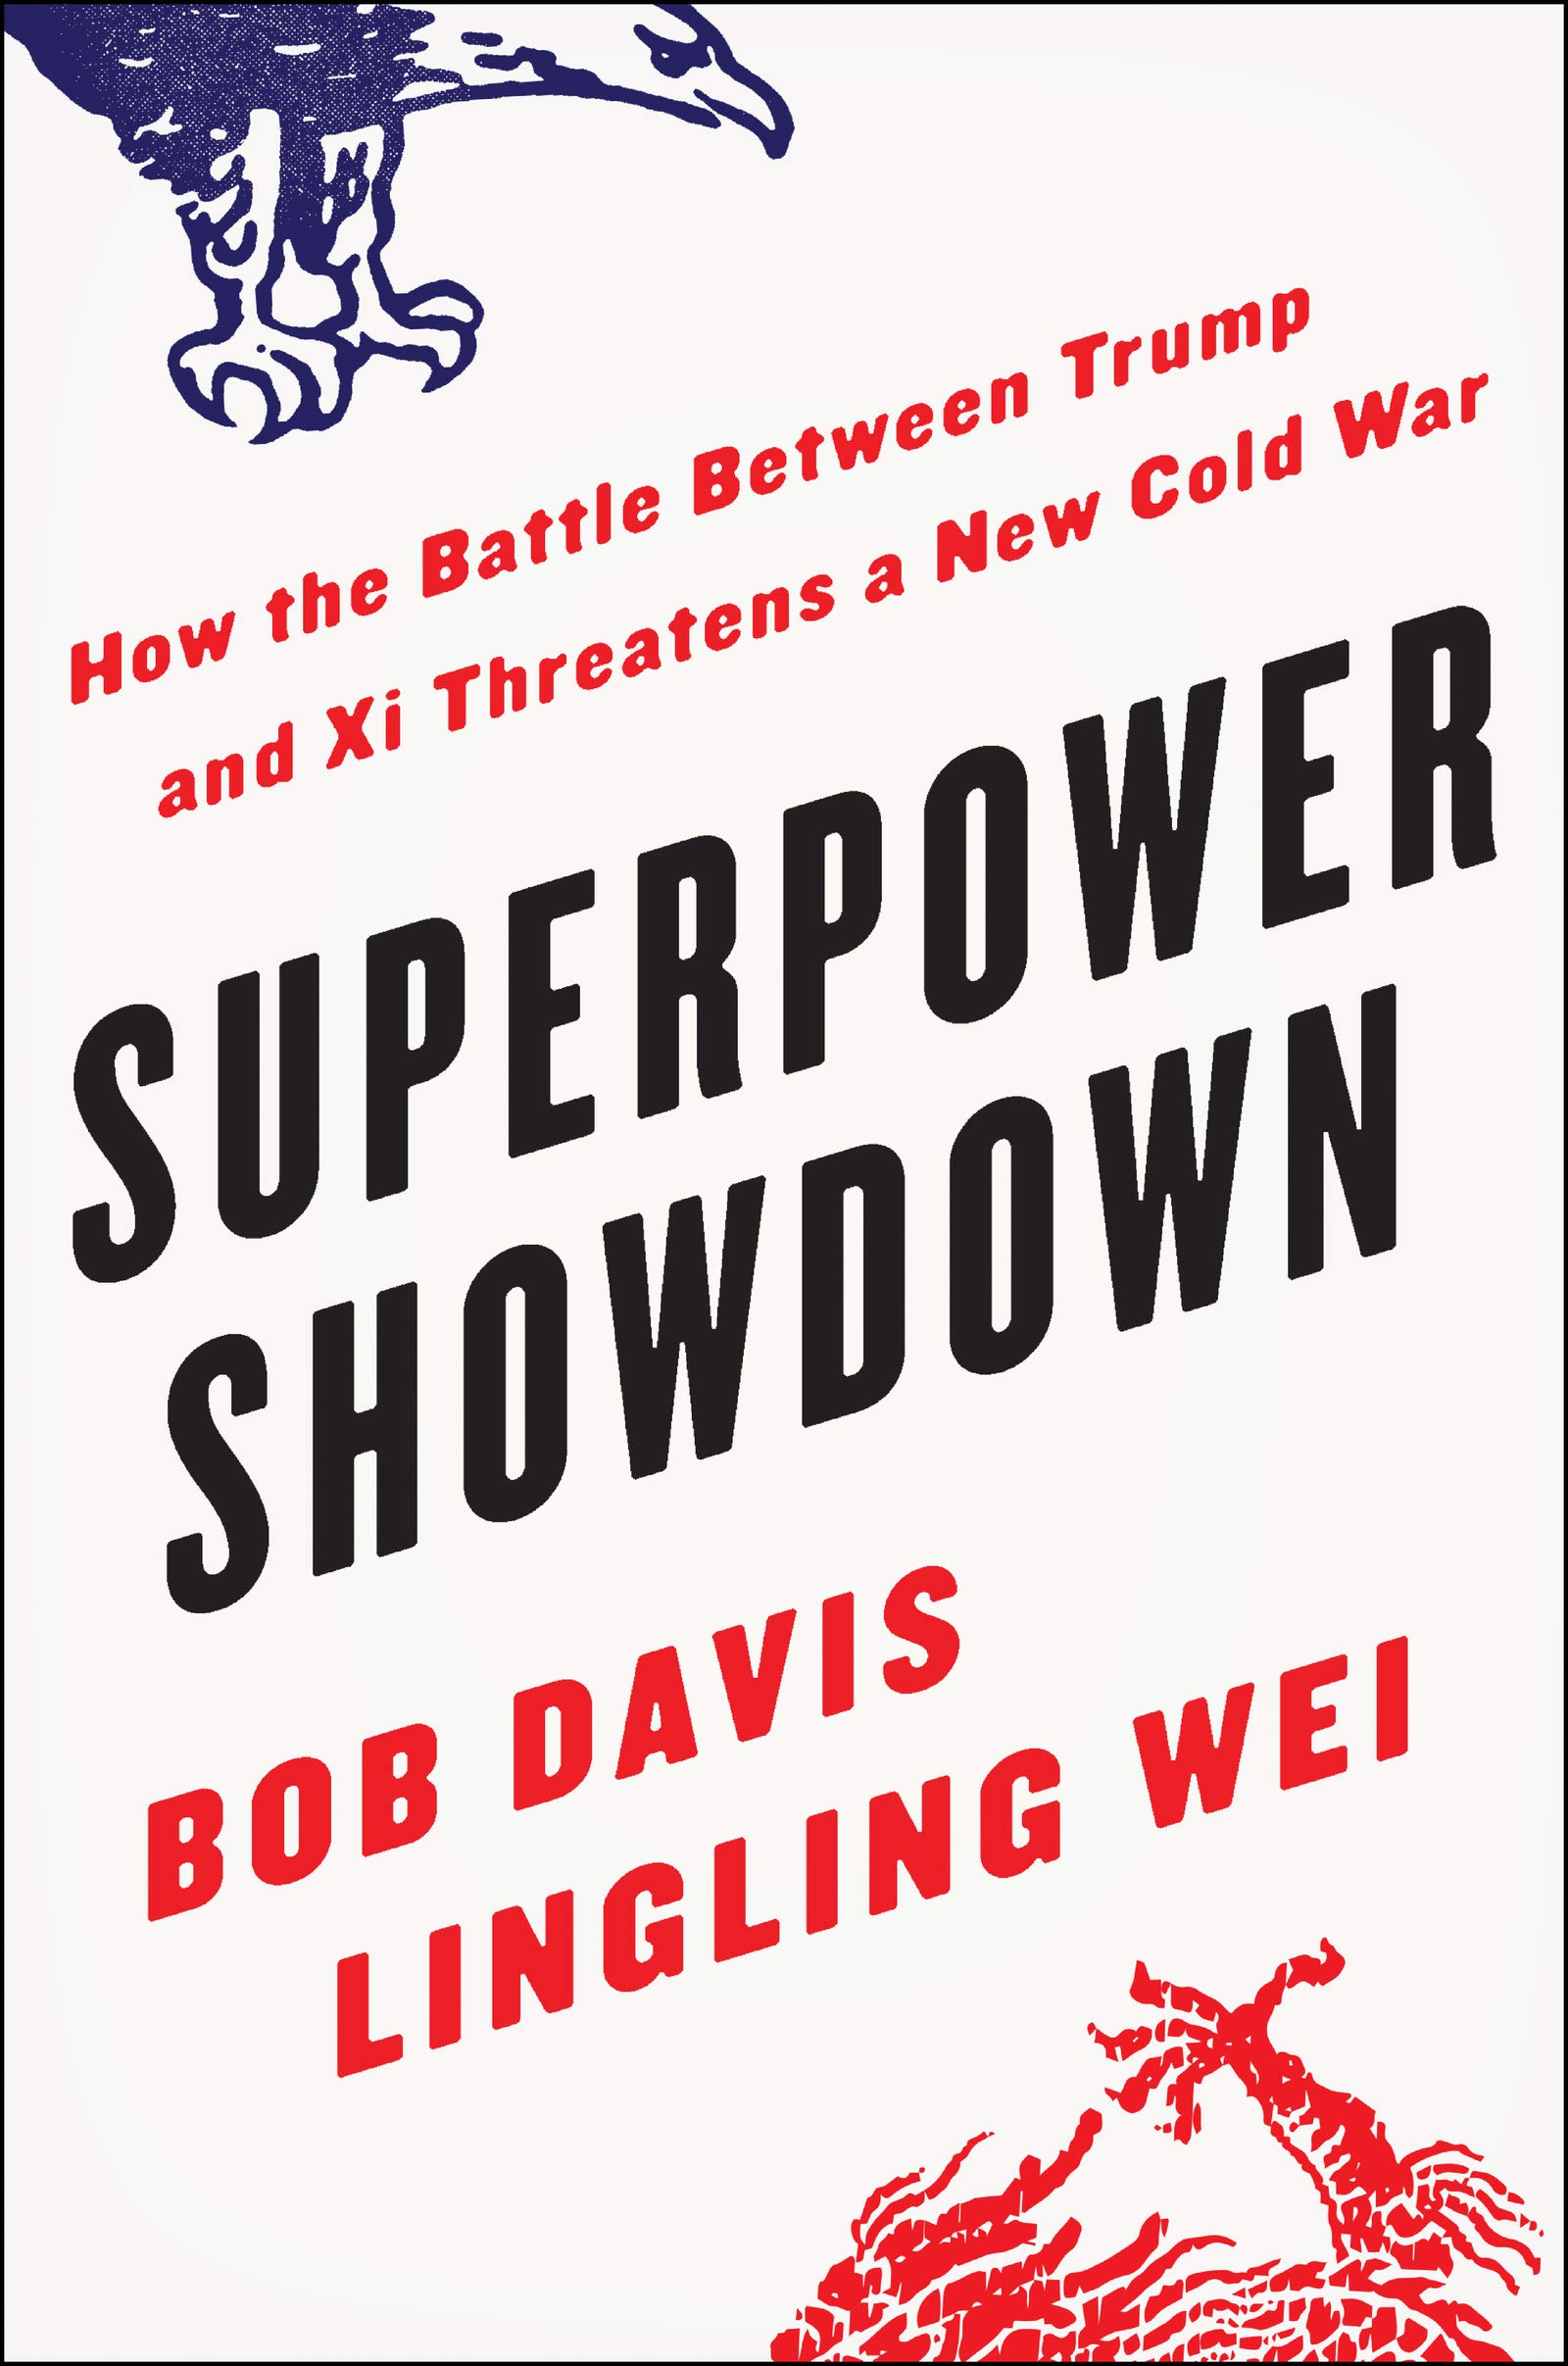 How the Battle Between Trump
and Xi Threatens a New Cold War
SUPERPOWER
SHOWDOWN
BOB DAVIS
LINGLING WEI